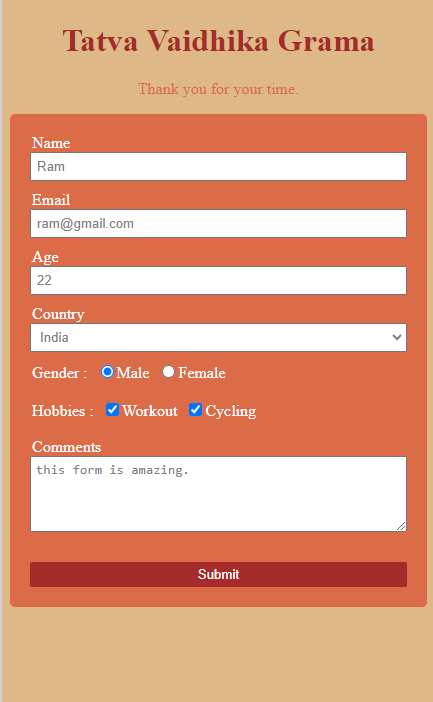 Tatva Vaidhika Grama
Thank you for your time.
Name
Ram
Email
ram@gmail.com
Age
22
Country
India
Gender : Male Female
Hobbies : Workout Cycling
Comments
this form is amazing.
Submit